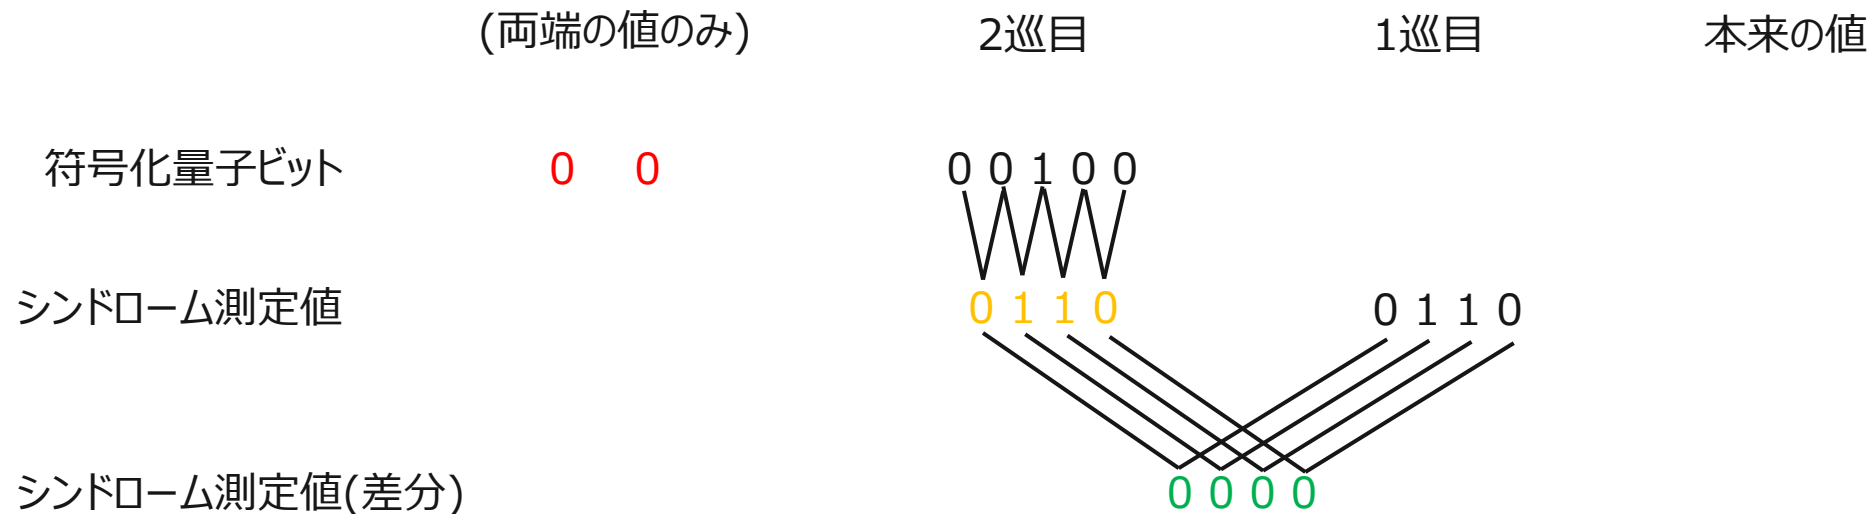 (両端の値のみ) 2巡目 1巡目 本来の値
符号化量子ビット 0 0 0 0 1 0 0
シンドローム測定値 0 1 1 0 0 1 1 0
シンドローム測定値(差分) 0 0 0 0